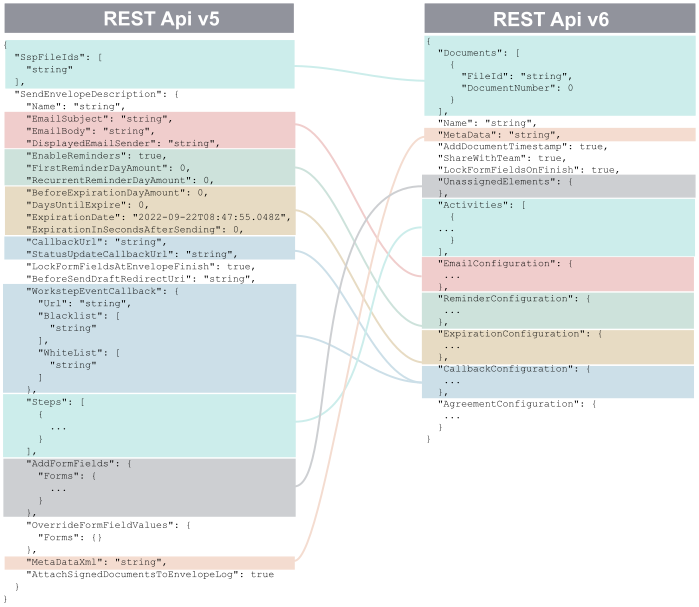 REST Api v5
{
"SspFileIds": [
"string"
],
"SendEnvelopeDescription": {
"Name": "string",
"EmailSubject": "string",
"EmailBody": "string",
"DisplayedEmailSender": "string",
"EnableReminders": true,
"FirstReminderDayAmount": 0,
"RecurrentReminderDayAmount": 0,
"BeforeExpirationDayAmount": 0,
"DaysUntilExpire": 0,
"ExpirationDate": "2022-09-22T08:47:55.048Z",
"ExpirationInSecondsAfterSending": 0,
"CallbackUrl": "string",
"StatusUpdateCallbackUrl": "string",
"LockFormFieldsAtEnvelopeFinish": true,
"BeforeSendDraftRedirectUri": "string",
"WorkstepEventCallback": {
"Url": "string",
"Blacklist": [
"string"
],
"WhiteList": [
"string"
]
},
"Steps": [
{
...
}
],
"AddFormFields": {
"Forms": {
...
}
},
"OverrideFormFieldValues": {
"Forms": {}
},
"MetaDataXml": "string",
"AttachSignedDocumentsToEnvelopeLog": true
}
}
REST Api v6
{
"Documents": [
{
"FileId": "string",
"DocumentNumber": 0
}
],
"Name": "string",
"MetaData": "string",
"AddDocumentTimestamp": true,
"ShareWithTeam": true,
"LockFormFieldsOnFinish": true,
"UnassignedElements": {
},
"Activities": [
{
...
}
],
"EmailConfiguration": {
...
},
"ReminderConfiguration": {
...
},
"ExpirationConfiguration": {
...
},
"CallbackConfiguration": {
...
},
"AgreementConfiguration": {
...
}
}